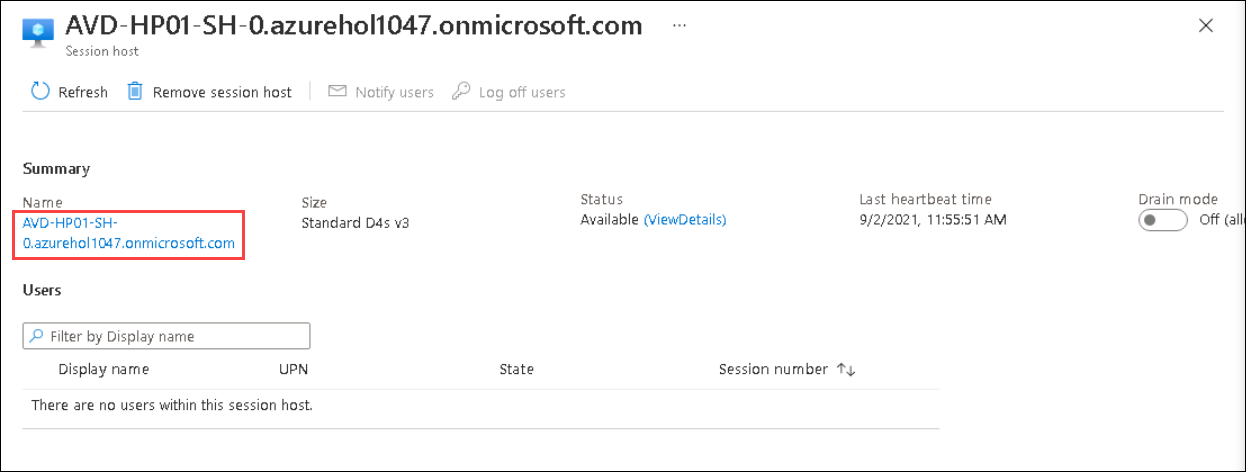 AVD-HP01-SH-0.azurehol1047.onmicrosoft.com ...
Session host
Refresh Remove session host Notify users Log off users
Summary
Name Size Status Last heartbeat time Drain mode
AVD-HP01-SH- Standard D4s v3 Available (ViewDetails) 9/2/2021, 11:55:51 AM Off (all
0.azurehol1047.onmicrosoft.com
Users
Filter by Display name
Display name UPN State Session number ↑↓
There are no users within this session host.